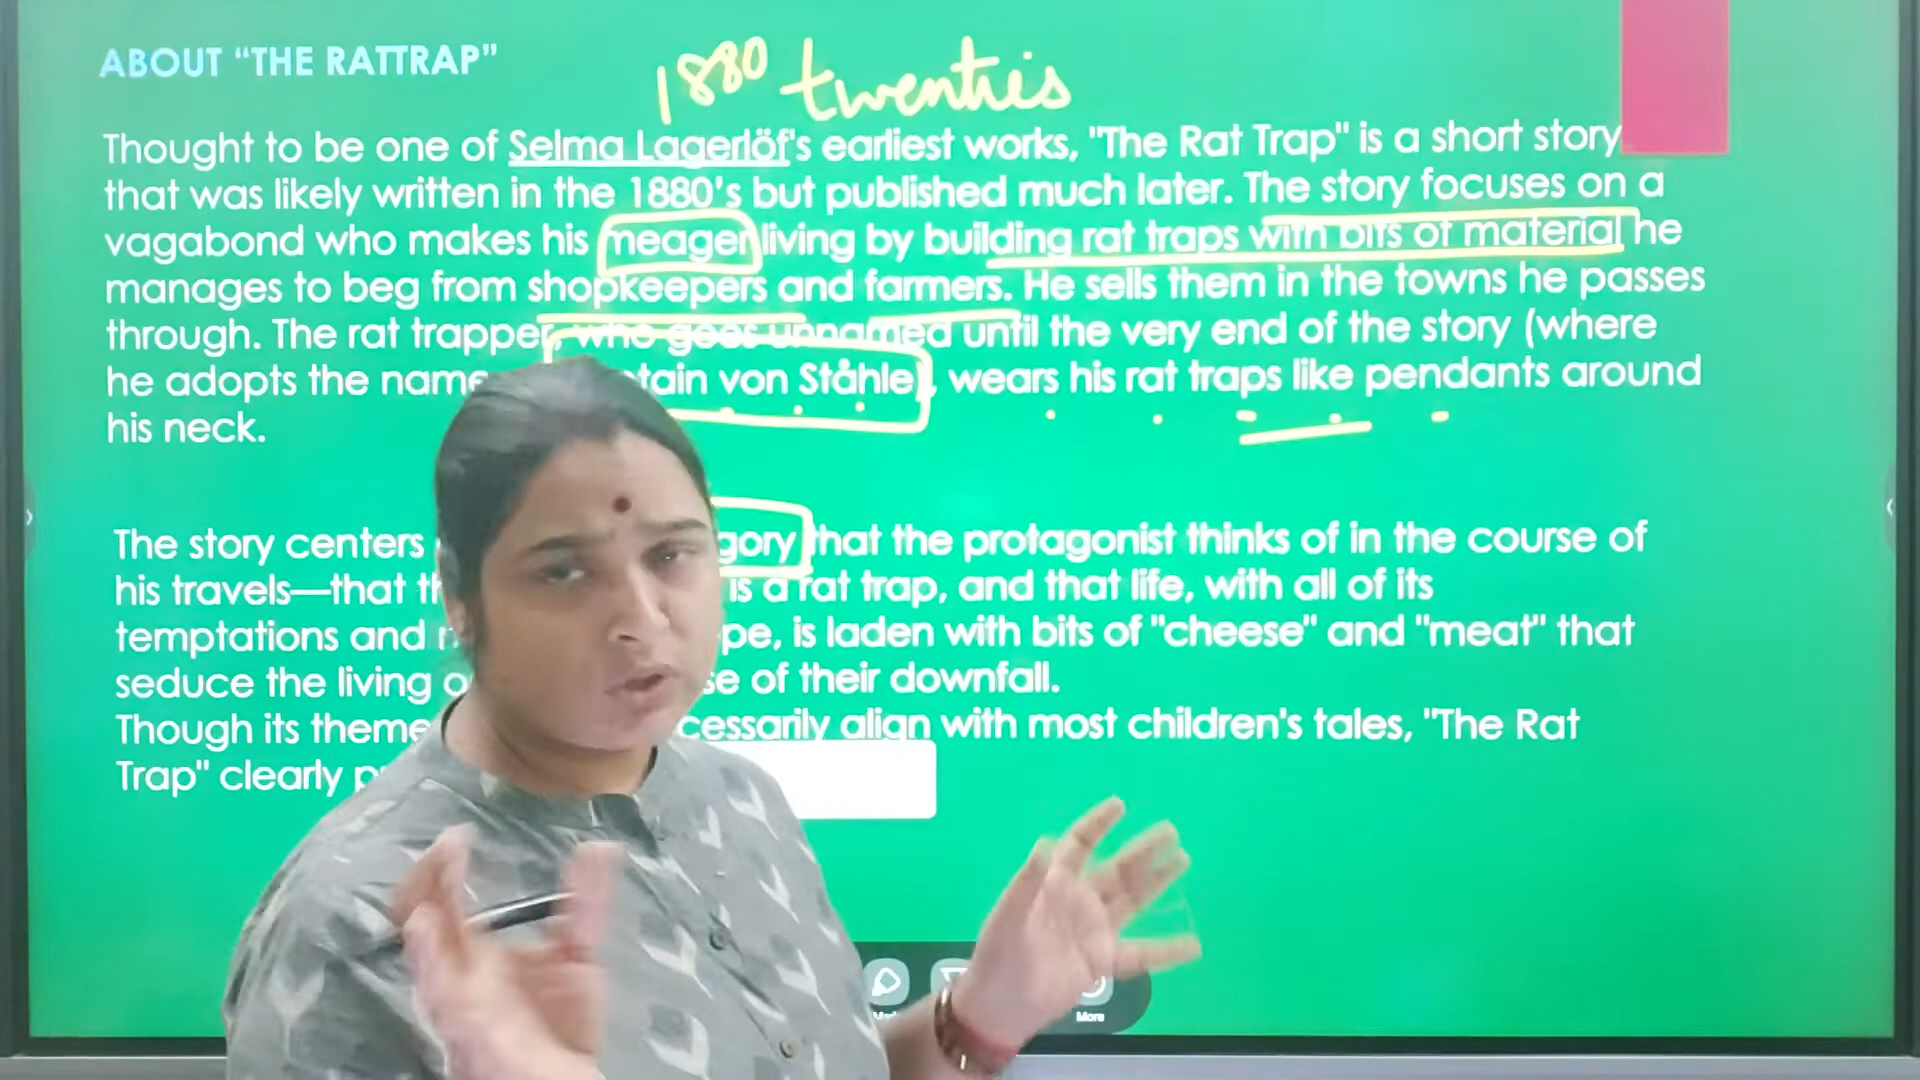 ABOUT “THE RATTRAP”
1880 twenties
Thought to be one of Selma Lagerlöf's earliest works, "The Rat Trap" is a short story
that was likely written in the 1880’s but published much later. The story focuses on a
vagabond who makes his meager living by building rat traps with bits of material he
manages to beg from shopkeepers and farmers. He sells them in the towns he passes
through. The rat trapper, who goes unnamed until the very end of the story (where
he adopts the name tain von Ståhle), wears his rat traps like pendants around
his neck.
The story centers gory that the protagonist thinks of in the course of
his travels—that th is a rat trap, and that life, with all of its
temptations and pe, is laden with bits of "cheese" and "meat" that
seduce the living se of their downfall.
Though its theme cessarily align with most children's tales, "The Rat
Trap" clearly
More